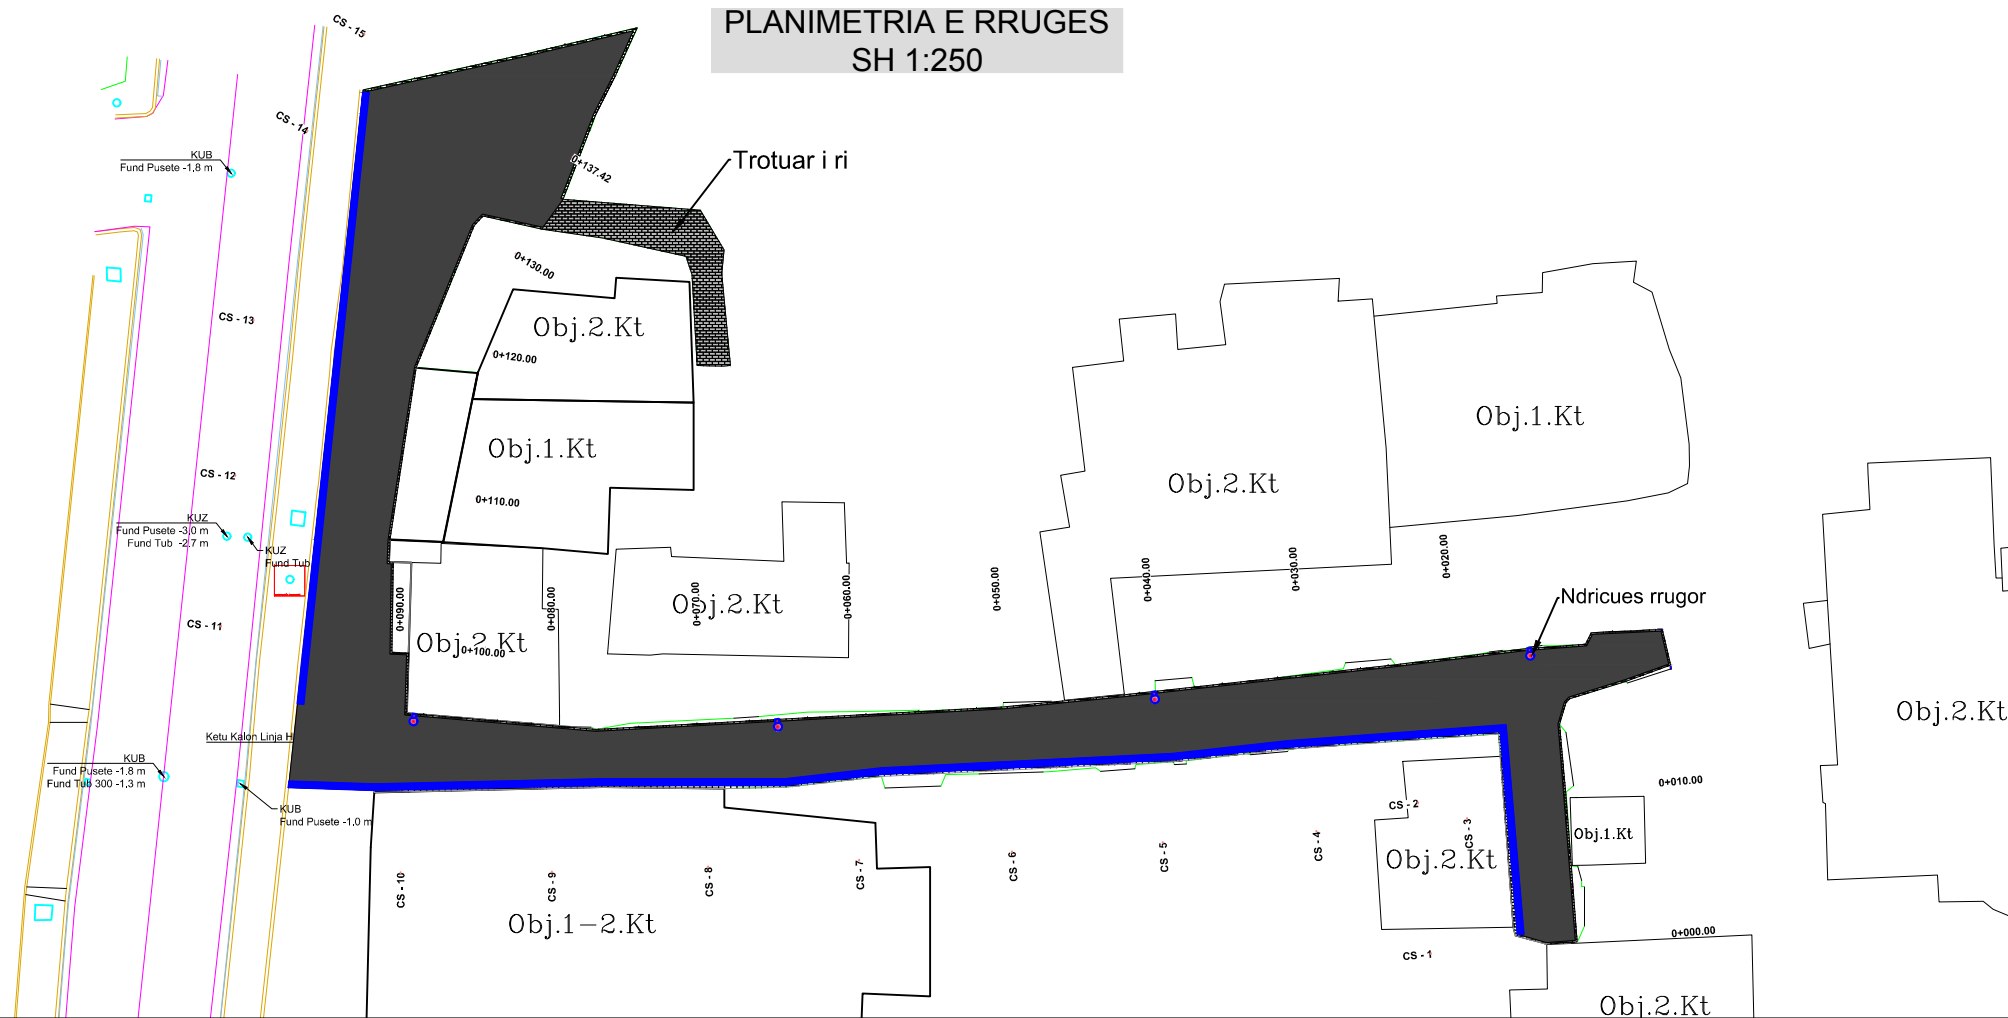 PLANIMETRIA E RRUGES
SH 1:250
CS - 15
CS - 14
KUB
Fund Pusete -1,8 m
0+137.42
Trotuar i ri
0+130.00
CS - 13
Obj.2.Kt
0+120.00
Obj.1.Kt
Obj.1.Kt
CS - 12
Obj.2.Kt
0+110.00
KUZ
Fund Pusete -3,0 m
Fund Tub -2,7 m
KUZ
Fund Tub
0+090.00
0+080.00
0+070.00
0+060.00
0+050.00
0+040.00
0+030.00
0+020.00
Obj.2.Kt
Ndricues rrugor
CS - 11
Obj.2.Kt
0+100.00
Obj.2.Kt
Ketu Kalon Linja H
KUB
Fund Pusete -1,8 m
Fund Tub 300 -1,3 m
KUB
Fund Pusete -1,0 m
0+010.00
CS - 2
CS - 3
Obj.1.Kt
Obj.2.Kt
CS - 10
CS - 9
CS - 8
CS - 7
CS - 6
CS - 5
CS - 4
Obj.1-2.Kt
0+000.00
CS - 1
Obj.2.Kt